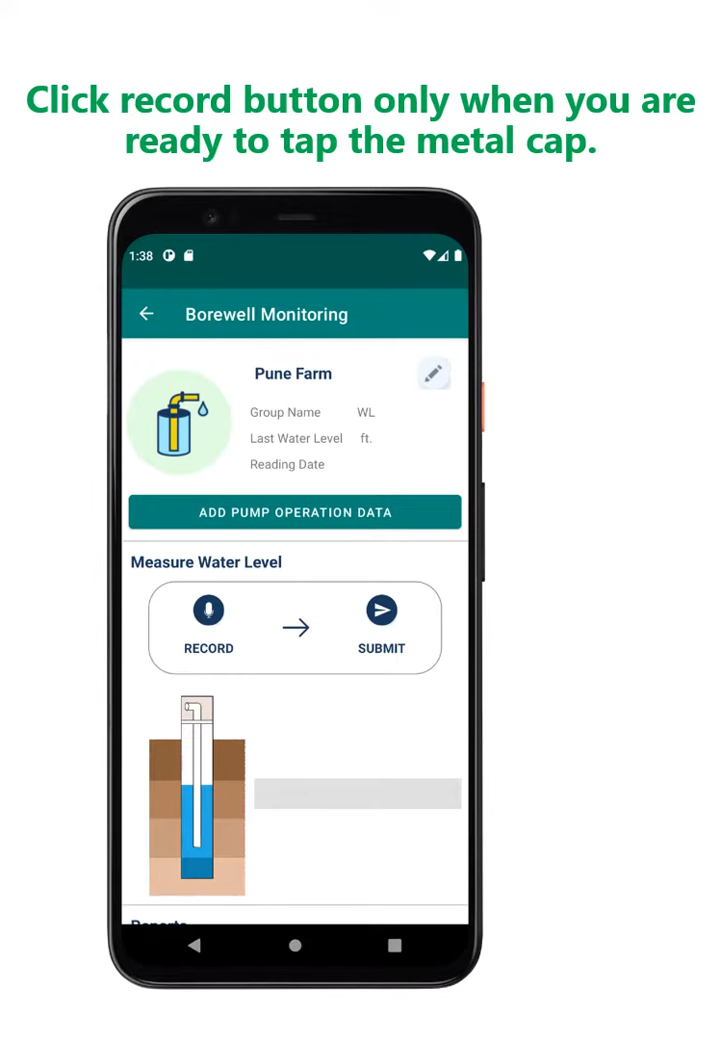 Click record button only when you are
ready to tap the metal cap.
1:38
Borewell Monitoring
Pune Farm
Group Name WL
Last Water Level ft.
Reading Date
ADD PUMP OPERATION DATA
Measure Water Level
RECORD SUBMIT
Reports